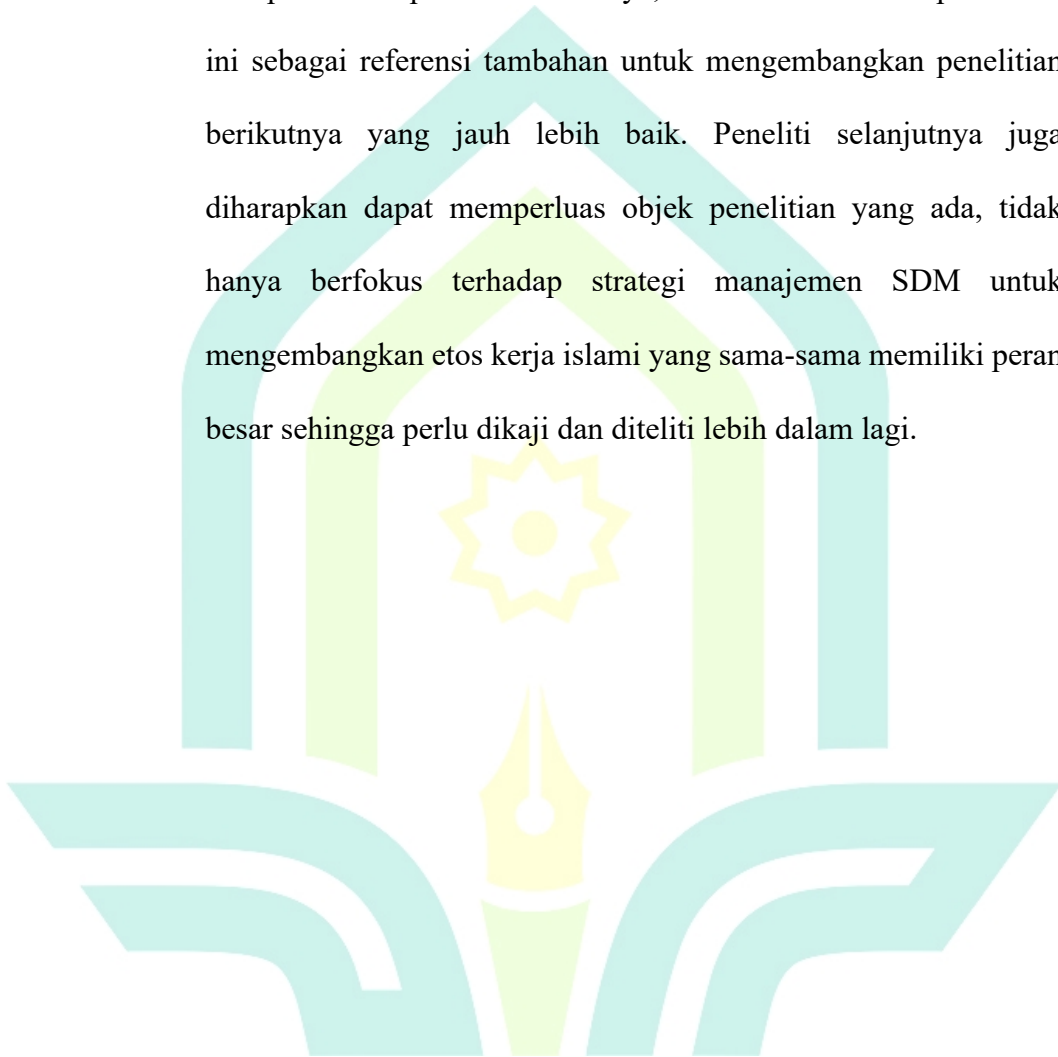 ini sebagai referensi tambahan untuk mengembangkan penelitian
berikutnya yang jauh lebih baik. Peneliti selanjutnya juga
diharapkan dapat memperluas objek penelitian yang ada, tidak
hanya berfokus terhadap strategi manajemen SDM untuk
mengembangkan etos kerja islami yang sama-sama memiliki peran
besar sehingga perlu dikaji dan diteliti lebih dalam lagi.